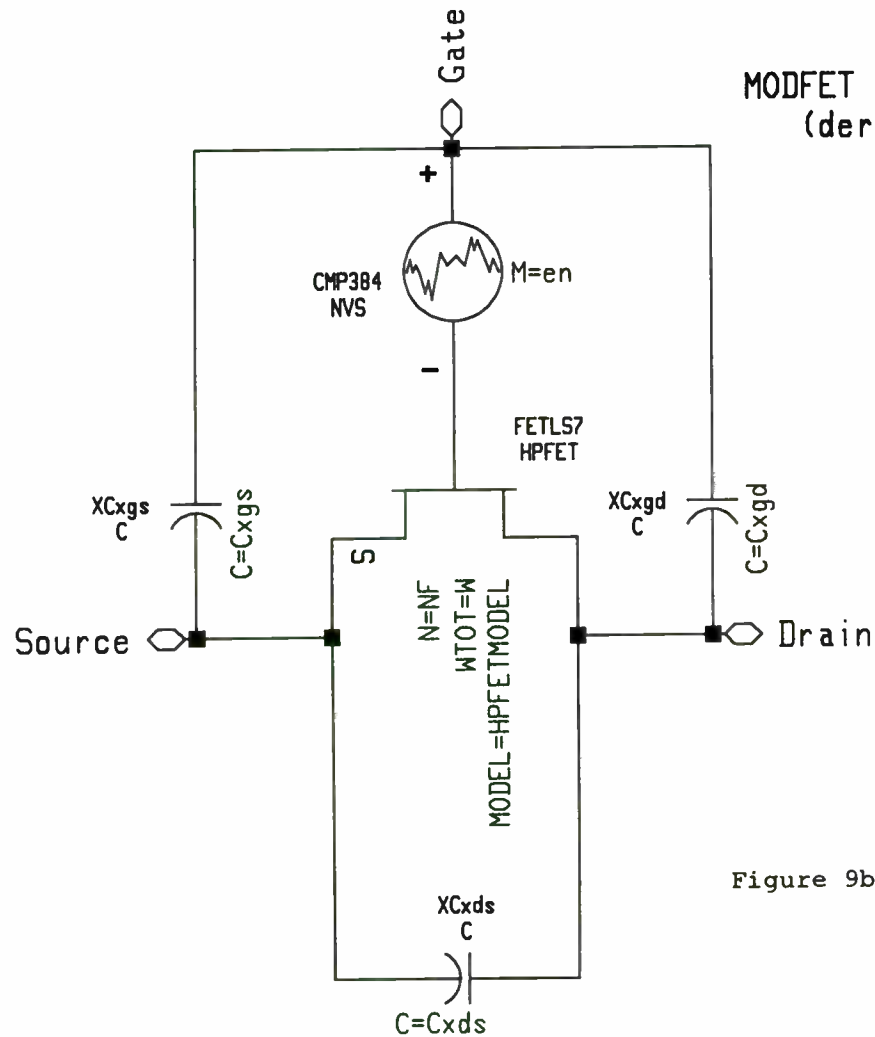 Gate
MODFET
(der
+
CMP384
NVS
M=en
-
FETLS7
HPFET
XCxgs
C
C=Cxgs
XCxgd
C
C=Cxgd
S
N=NF
WTOT=W
MODEL=HPFETMODEL
Source
Drain
Figure 9b
XCxds
C
C=Cxds